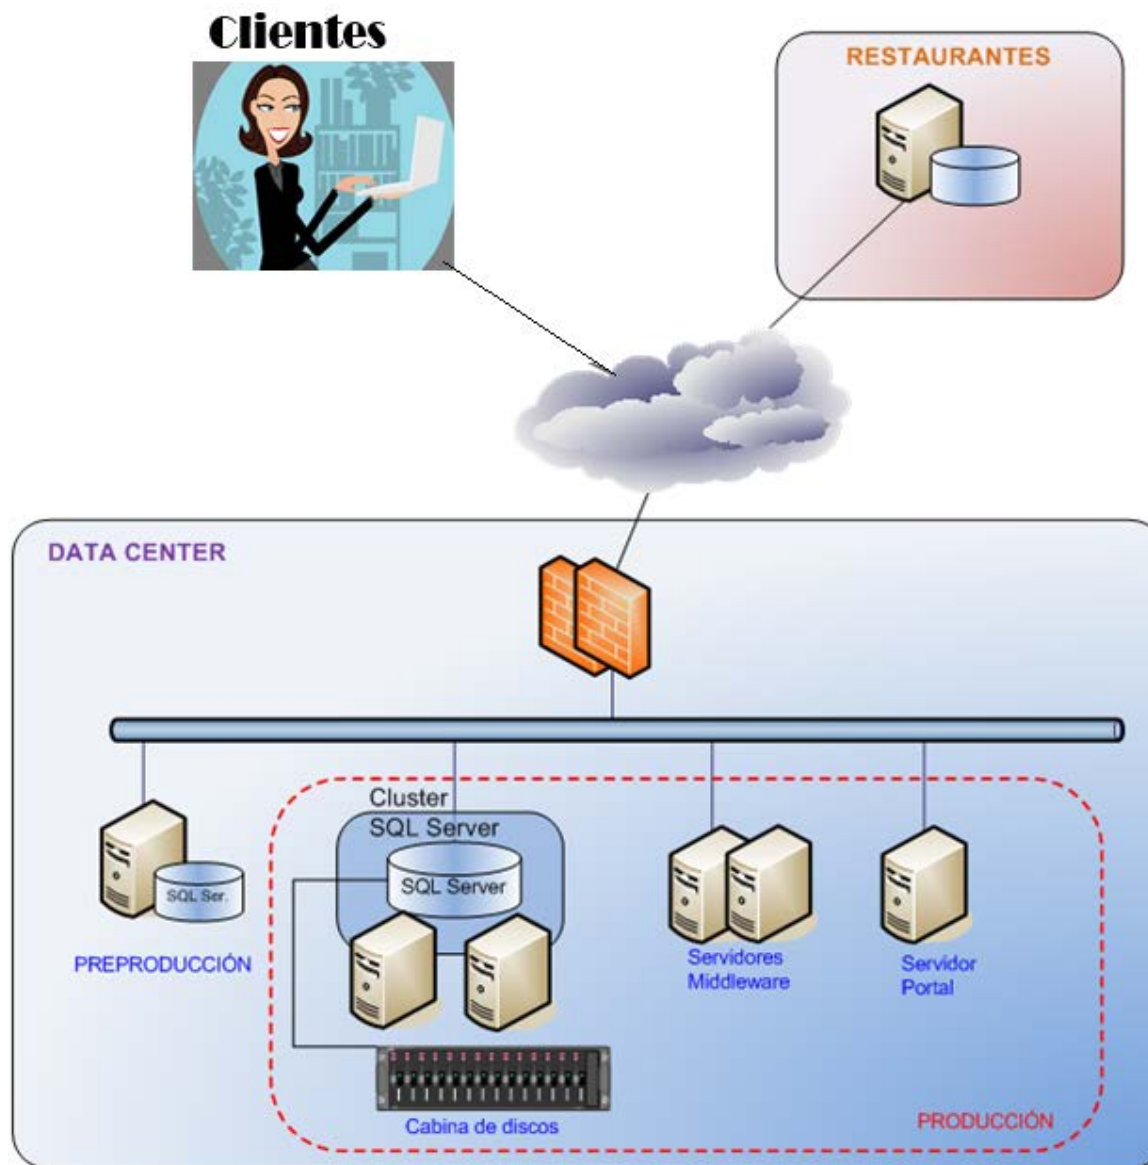 Clientes
RESTAURANTES
DATA CENTER
Cluster
SQL Server
SQL Server
SQL Ser.
PREPRODUCCIÓN
Servidores
Middleware
Servidor
Portal
Cabina de discos
PRODUCCIÓN